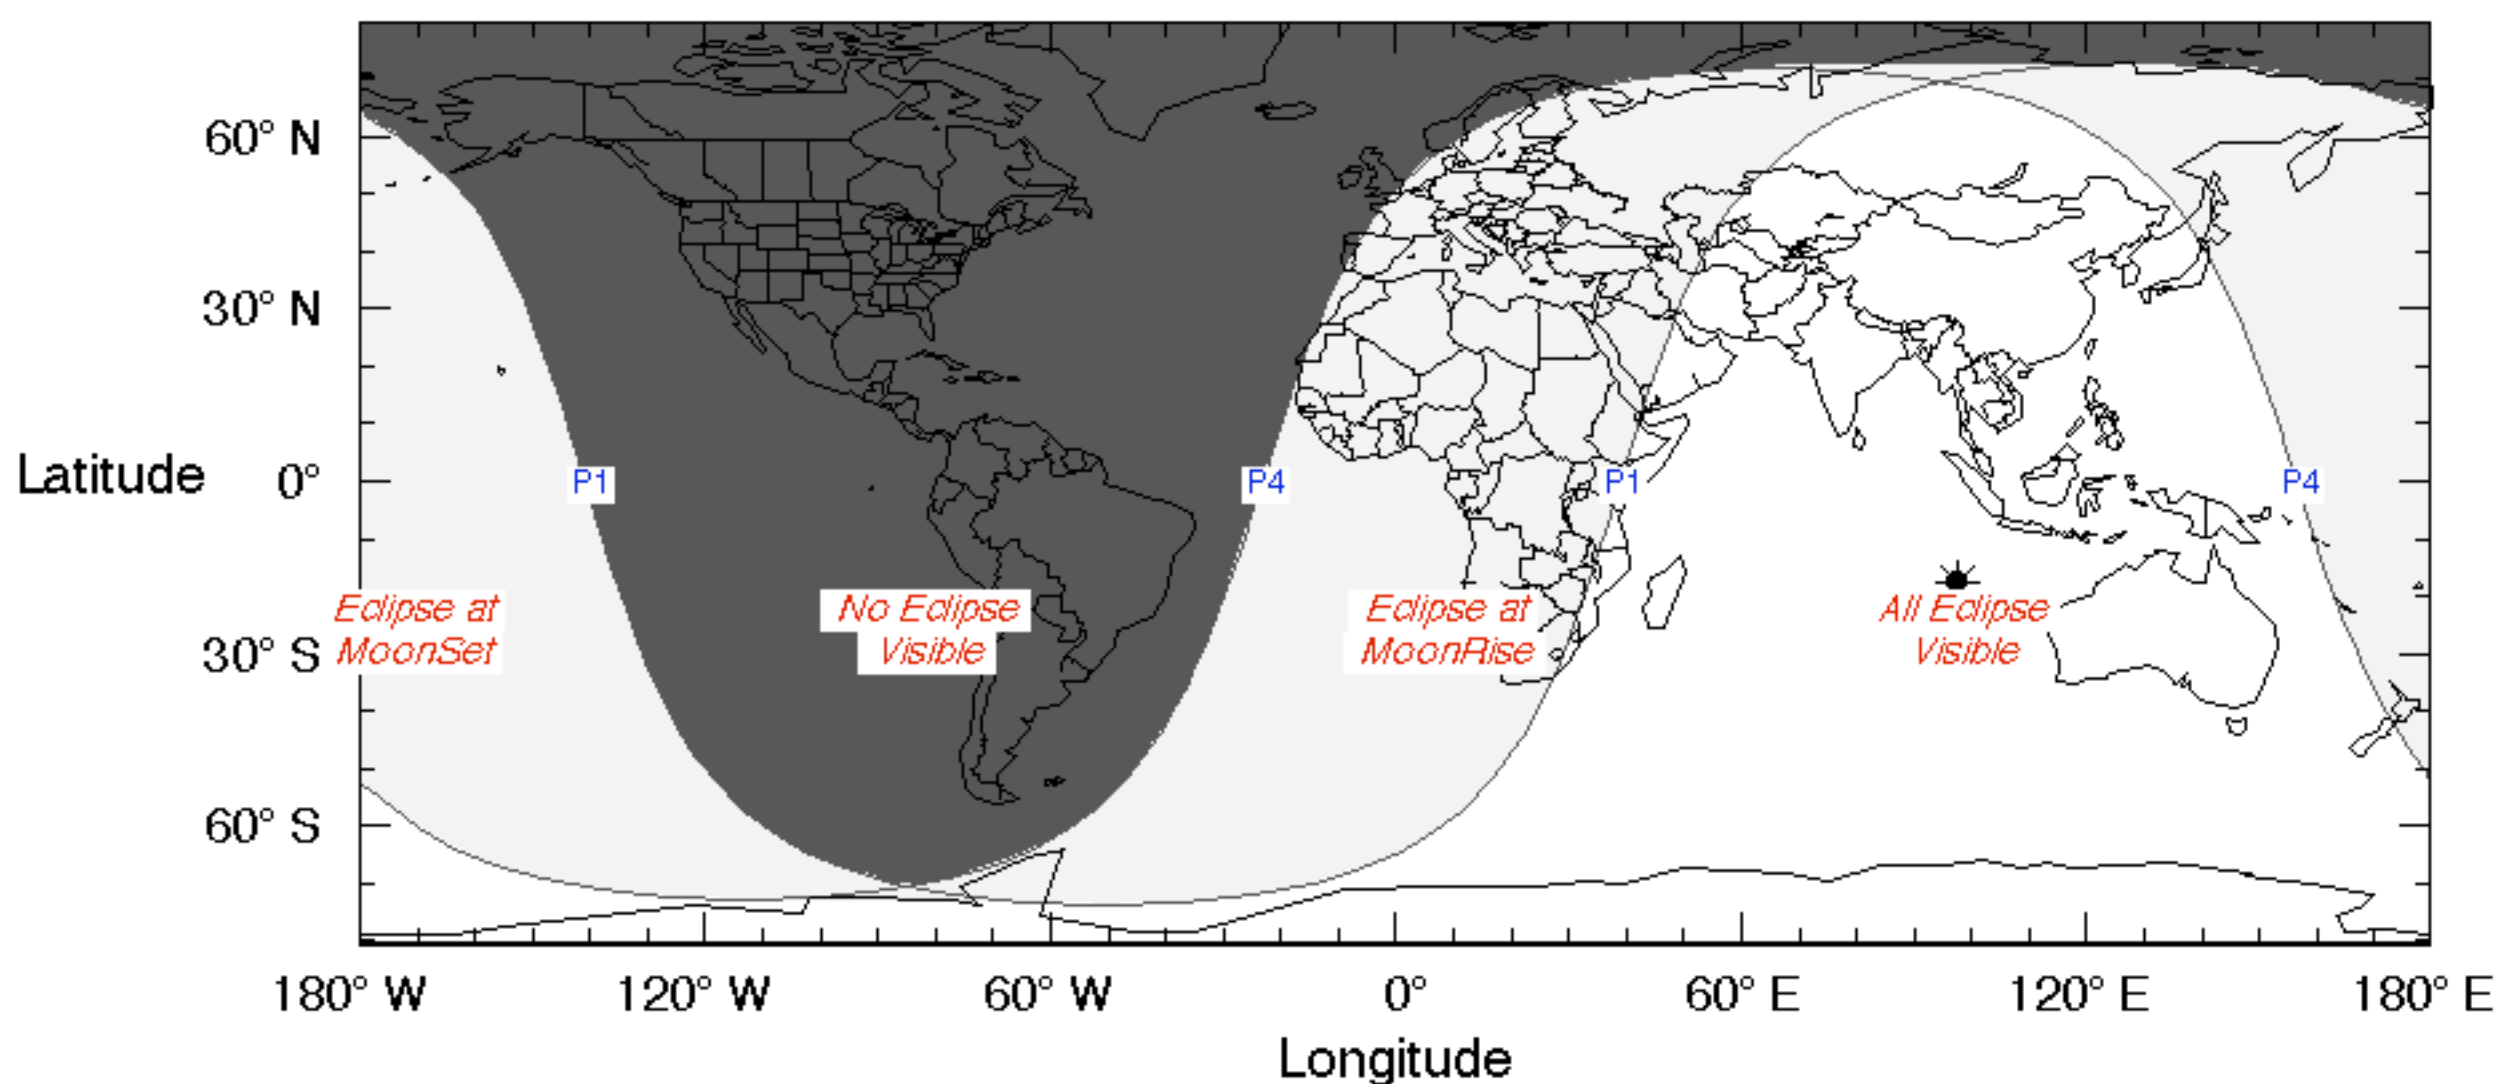 60° N
30° N
Latitude 0°
P1 P4 P1 P4
Eclipse at
MoonSet
No Eclipse
Visible
Eclipse at
MoonRise
All Eclipse
Visible
30° S
60° S
180° W 120° W 60° W 0° 60° E 120° E 180° E
Longitude